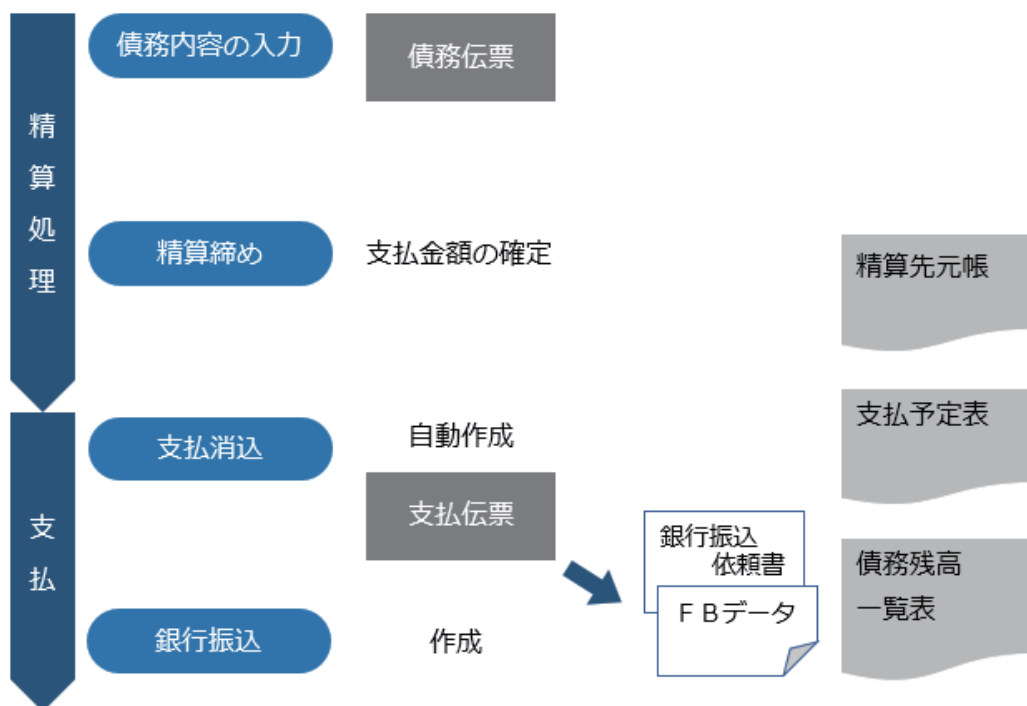 精算処理
債務内容の入力
債務伝票
精算締め
支払金額の確定
精算先元帳
支払
支払消込
自動作成
支払伝票
支払予定表
銀行振込
依頼書
ＦＢデータ
債務残高
一覧表
銀行振込
作成